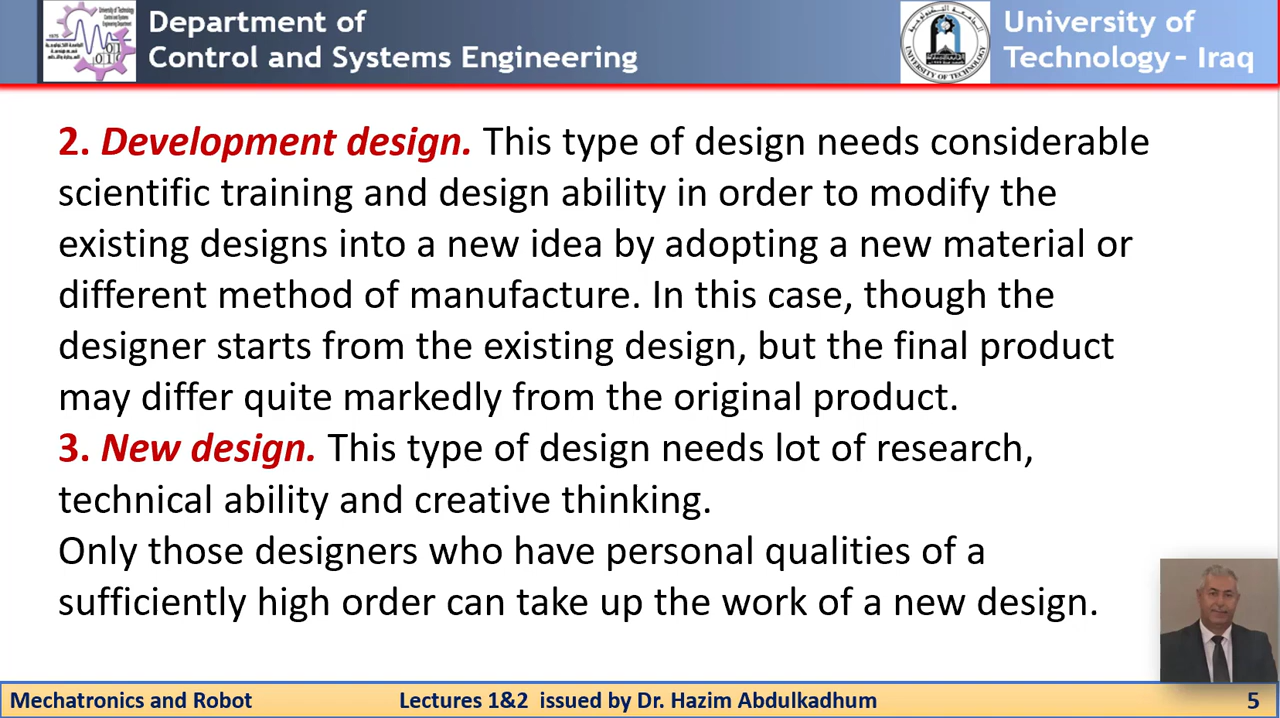 Department of
Control and Systems Engineering
University of
Technology - Iraq
2. Development design. This type of design needs considerable
scientific training and design ability in order to modify the
existing designs into a new idea by adopting a new material or
different method of manufacture. In this case, though the
designer starts from the existing design, but the final product
may differ quite markedly from the original product.
3. New design. This type of design needs lot of research,
technical ability and creative thinking.
Only those designers who have personal qualities of a
sufficiently high order can take up the work of a new design.
Mechatronics and Robot
Lectures 1&2 issued by Dr. Hazim Abdulkadhum
5